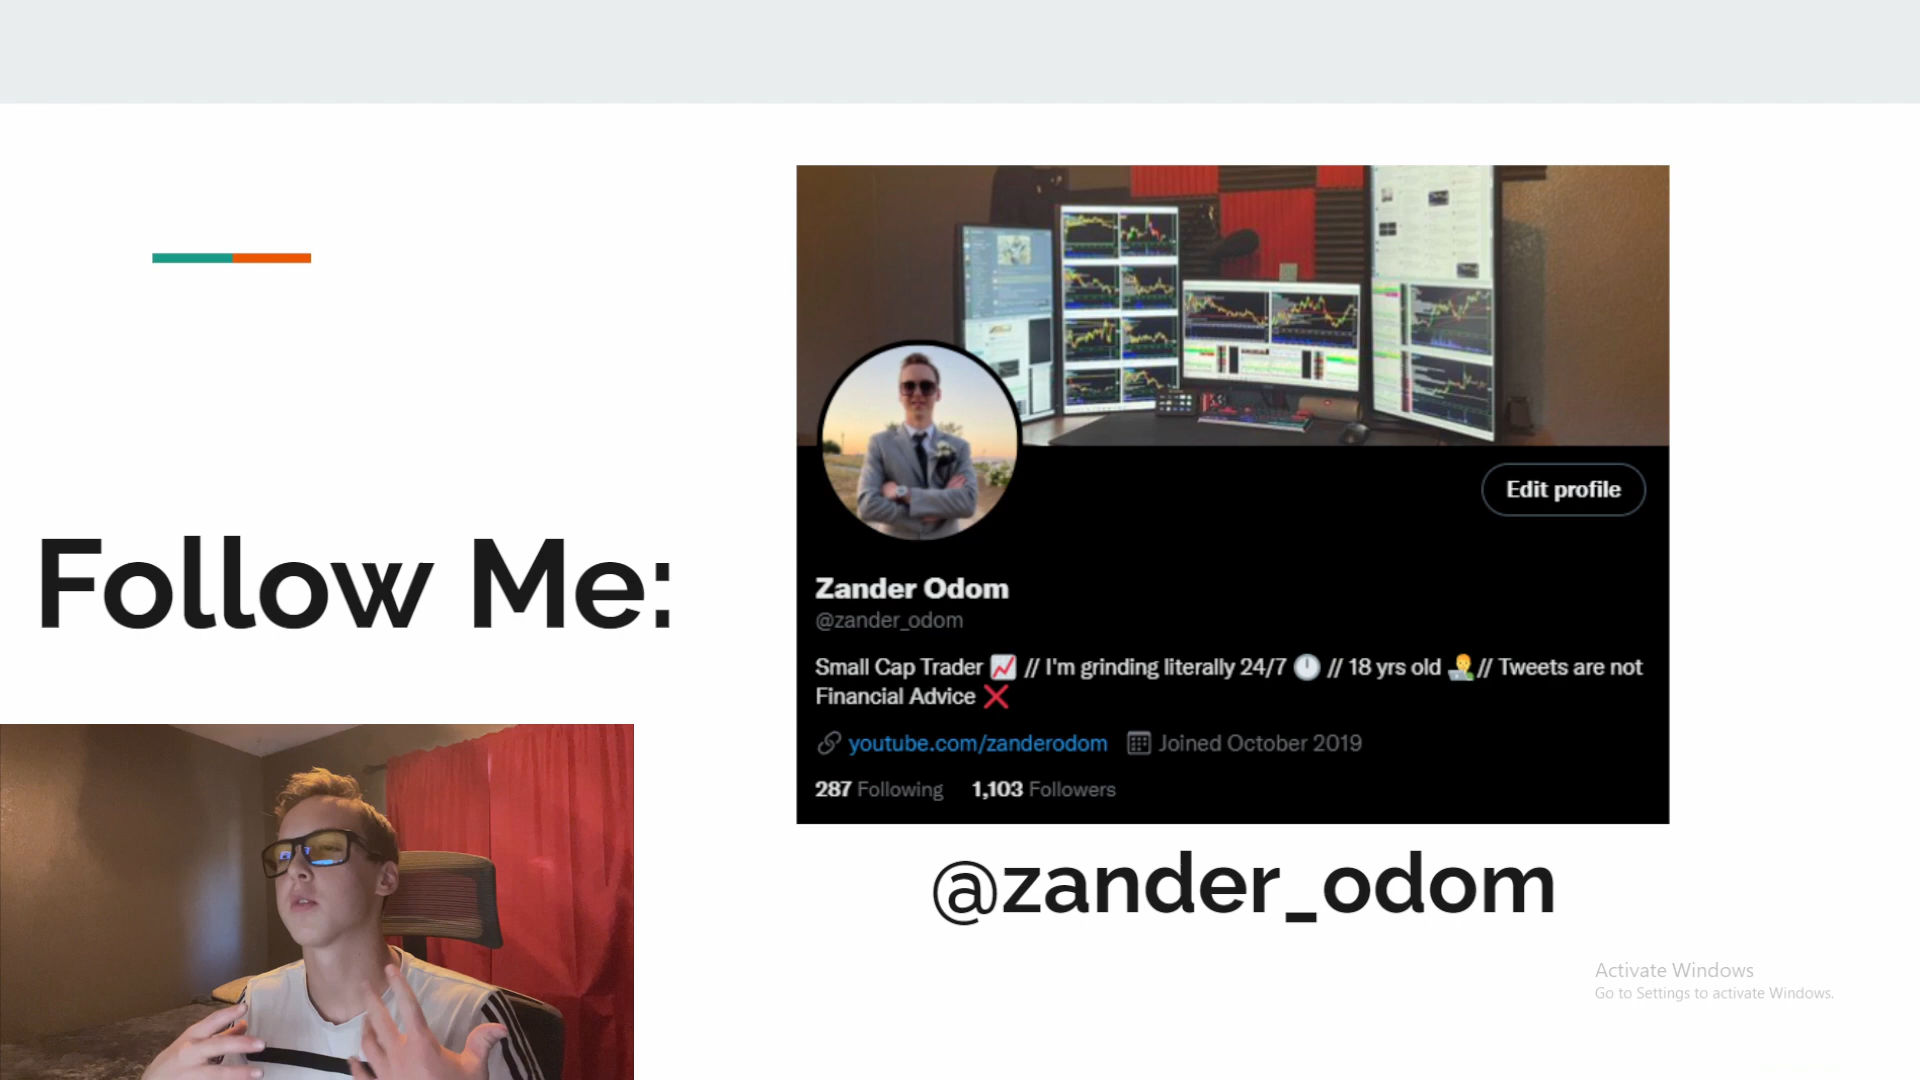 Follow Me:
Edit profile
Zander Odom
@zander_odom
Small Cap Trader 📈 // I'm grinding literally 24/7 🕛 // 18 yrs old 👨‍💻 // Tweets are not
Financial Advice ❌
youtube.com/zanderodom Joined October 2019
287 Following 1,103 Followers
@zander_odom
Activate Windows
Go to Settings to activate Windows.